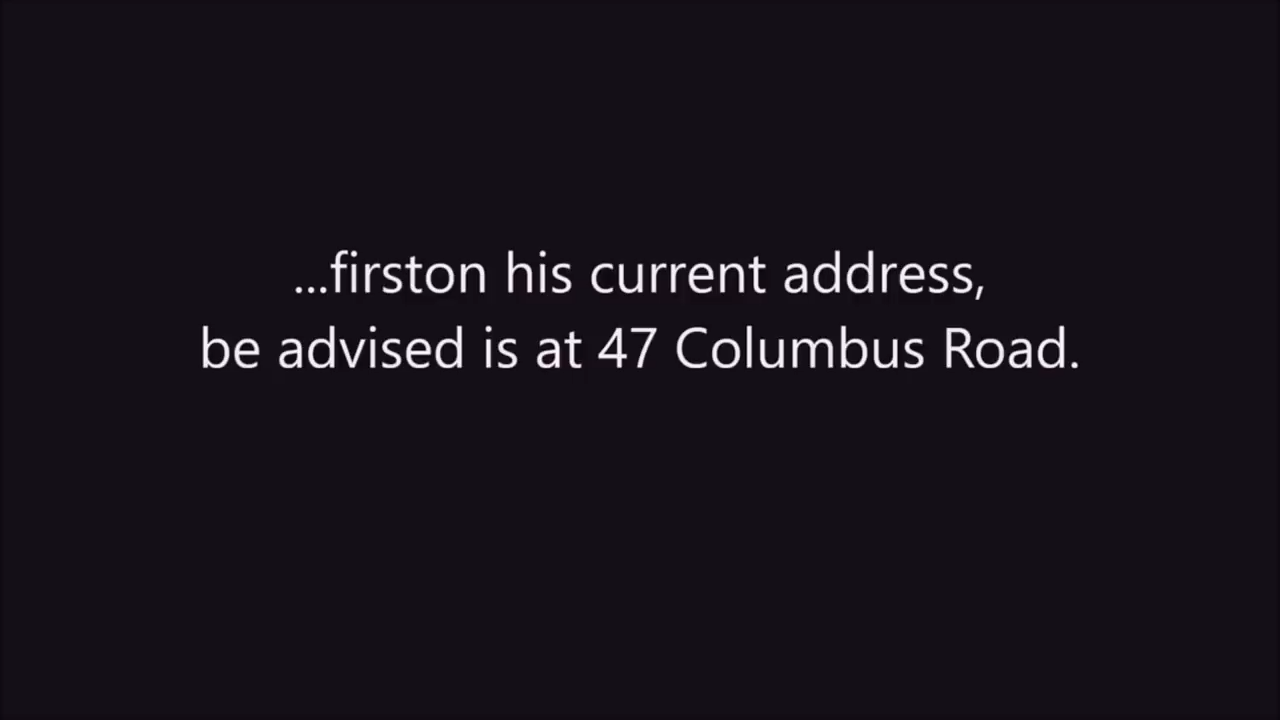 ...firston his current address,
be advised is at 47 Columbus Road.